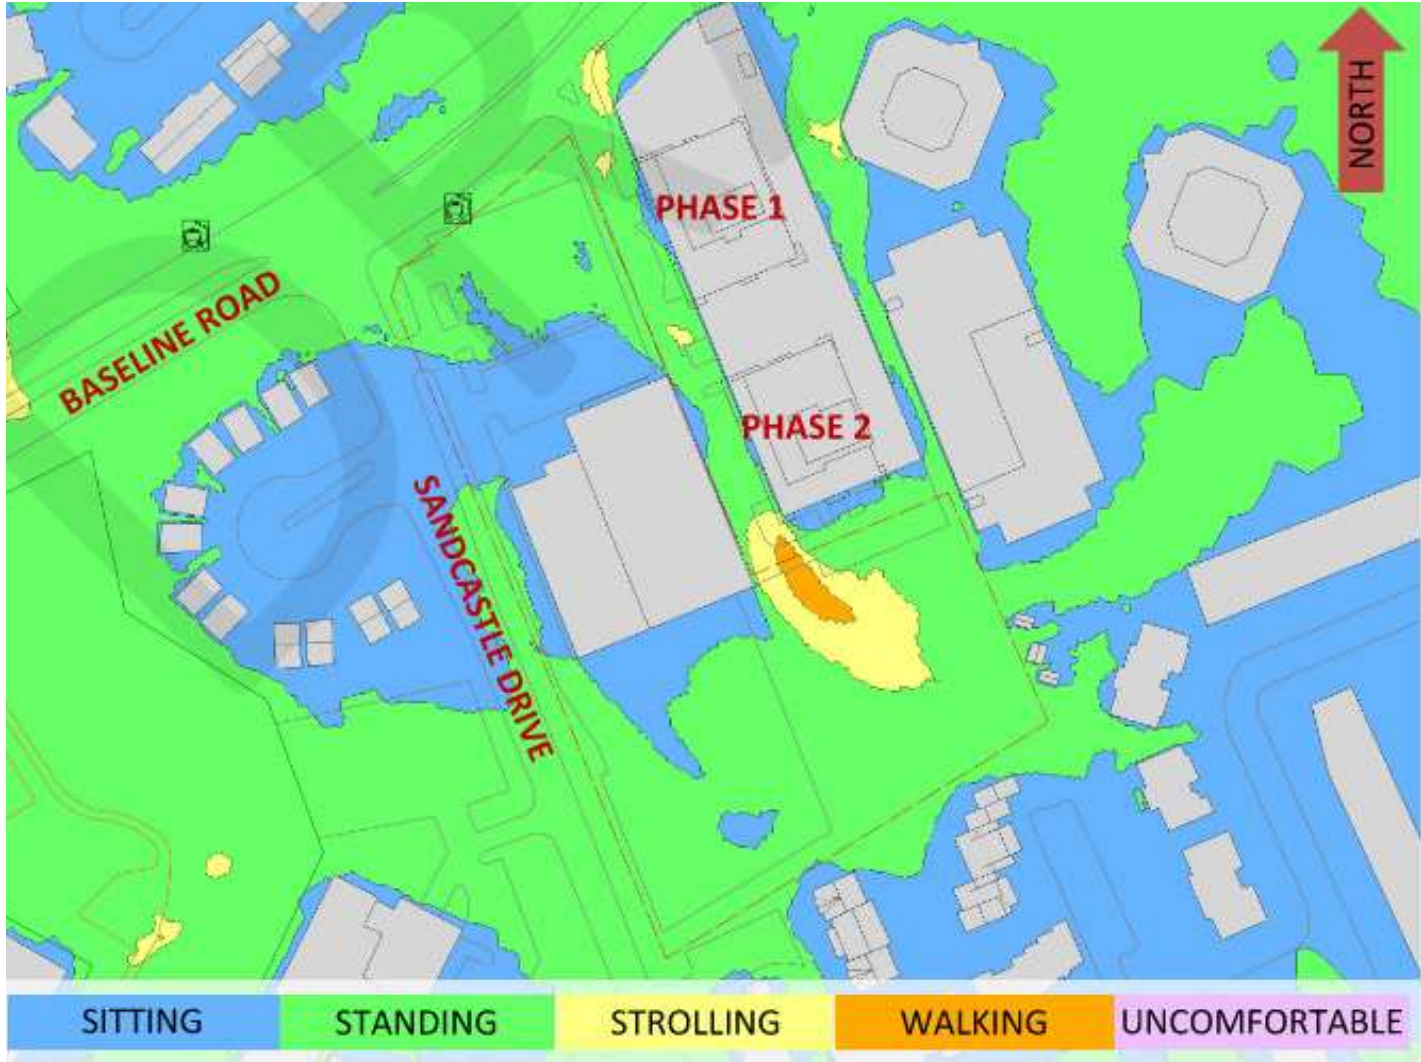 NORTH
PHASE 1
BASELINE ROAD
PHASE 2
SANDCASTLE DRIVE
SITTING STANDING STROLLING WALKING UNCOMFORTABLE